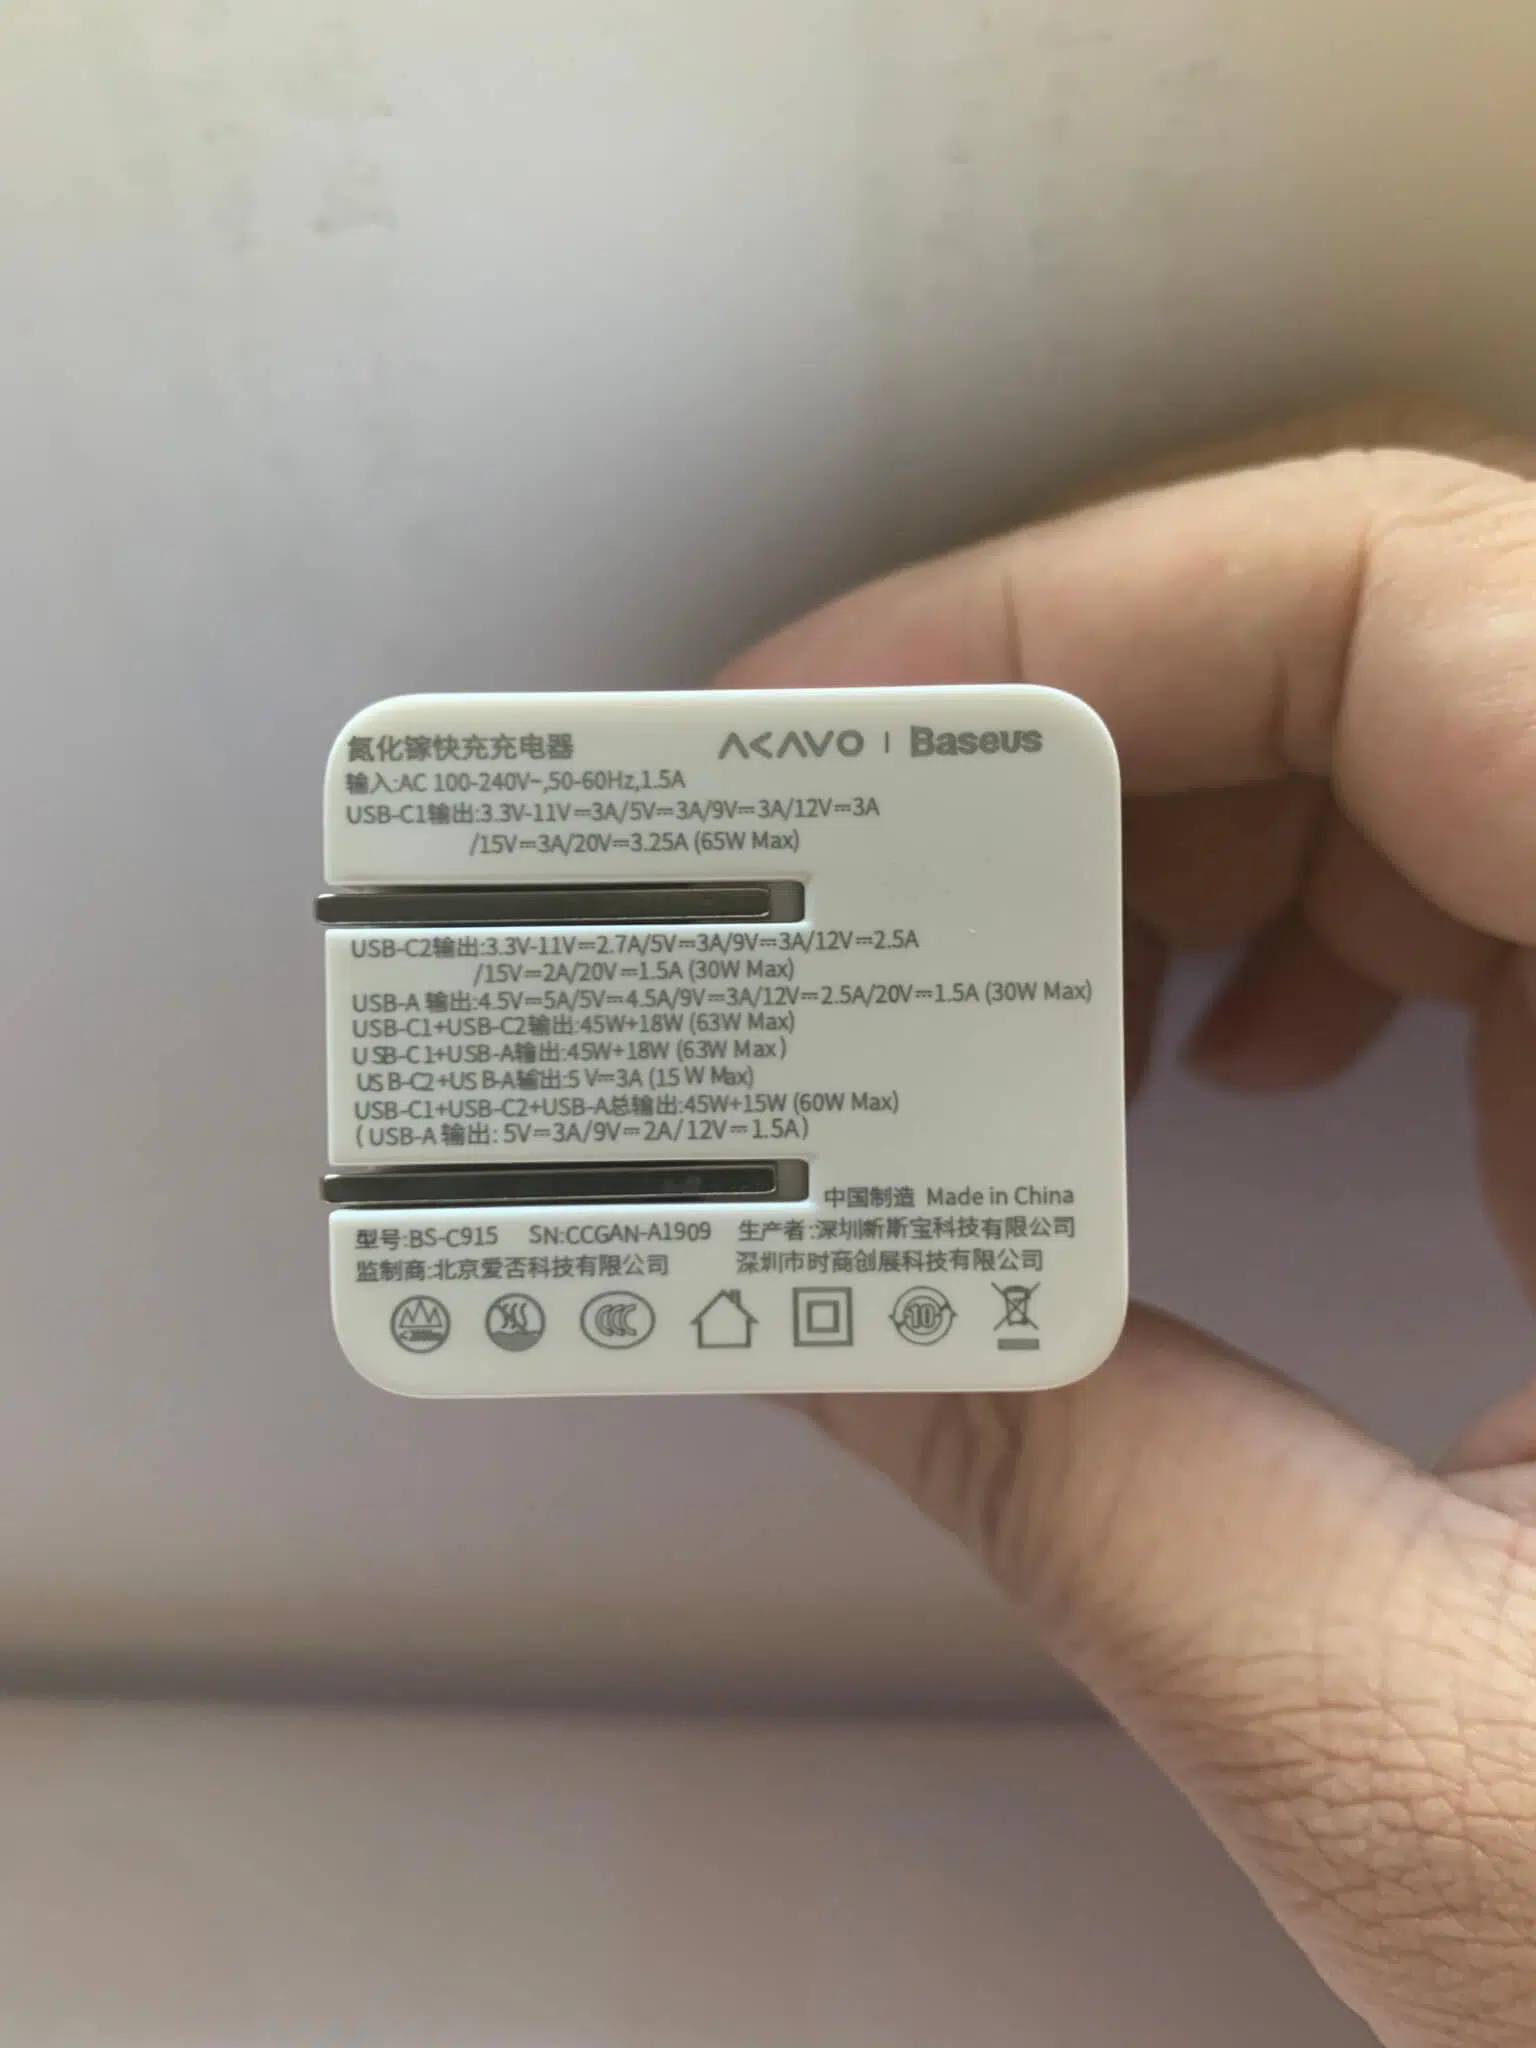 氮化镓快充充电器 ACAVO | Baseus
输入:AC 100-240V~,50-60Hz,1.5A
USB-C1输出:3.3V-11V⎓3A/5V⎓3A/9V⎓3A/12V⎓3A
/15V⎓3A/20V⎓3.25A (65W Max)
USB-C2输出:3.3V-11V⎓2.7A/5V⎓3A/9V⎓3A/12V⎓2.5A
/15V⎓2A/20V⎓1.5A (30W Max)
USB-A 输出:4.5V⎓5A/5V⎓4.5A/9V⎓3A/12V⎓2.5A/20V⎓1.5A (30W Max)
USB-C1+USB-C2输出:45W+18W (63W Max)
USB-C1+USB-A输出:45W+18W (63W Max)
USB-C2+USB-A输出:5V⎓3A (15W Max)
USB-C1+USB-C2+USB-A总输出:45W+15W (60W Max)
(USB-A 输出: 5V⎓3A/9V⎓2A/12V⎓1.5A)
中国制造 Made in China
型号:BS-C915 SN:CCGAN-A1909 生产者:深圳新斯宝科技有限公司
监制商:北京爱否科技有限公司 深圳市时商创展科技有限公司
CCC 10